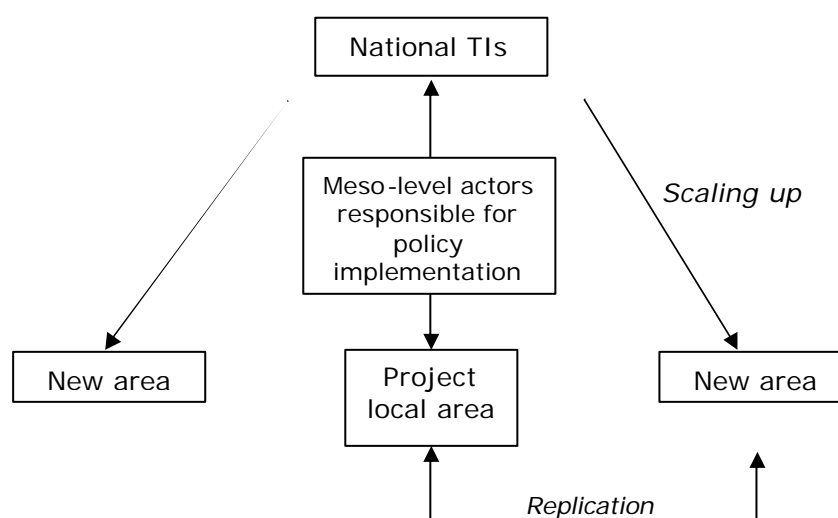 National TIs
Meso-level actors
responsible for
policy
implementation
Scaling up
New area
Project
local area
New area
Replication